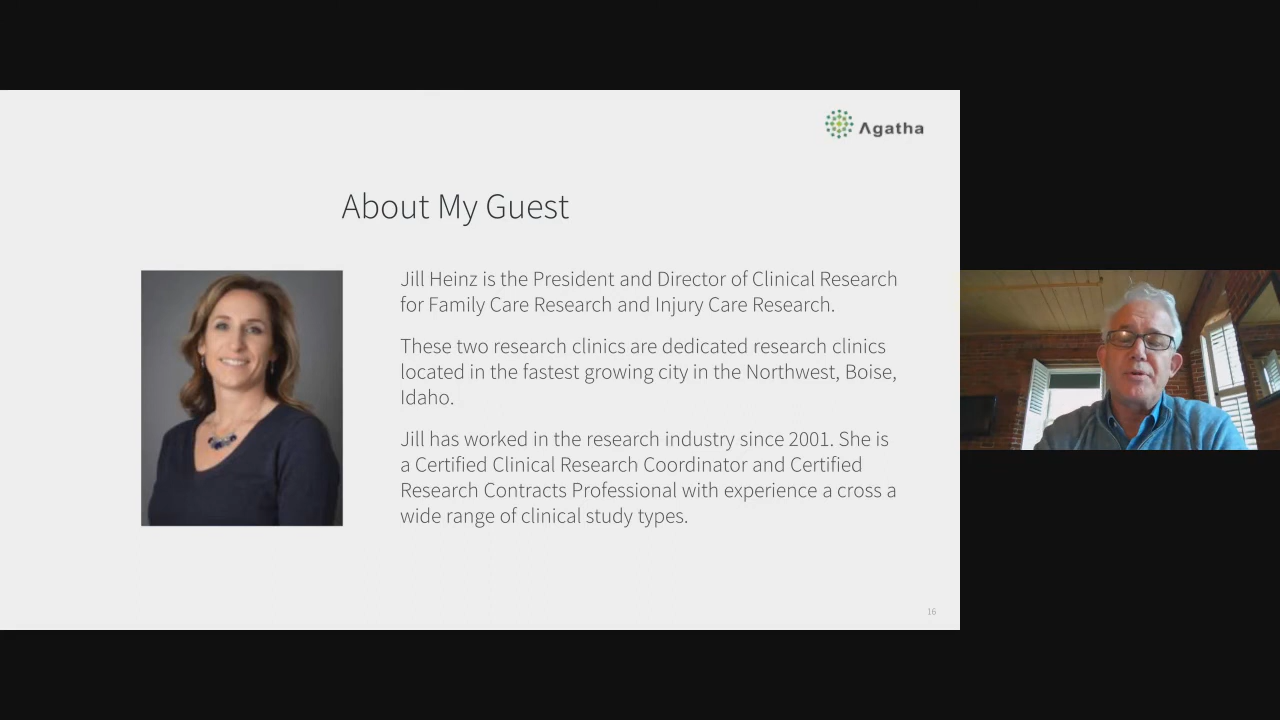 Agatha
About My Guest
Jill Heinz is the President and Director of Clinical Research
for Family Care Research and Injury Care Research.
These two research clinics are dedicated research clinics
located in the fastest growing city in the Northwest, Boise,
Idaho.
Jill has worked in the research industry since 2001. She is
a Certified Clinical Research Coordinator and Certified
Research Contracts Professional with experience a cross a
wide range of clinical study types.
16